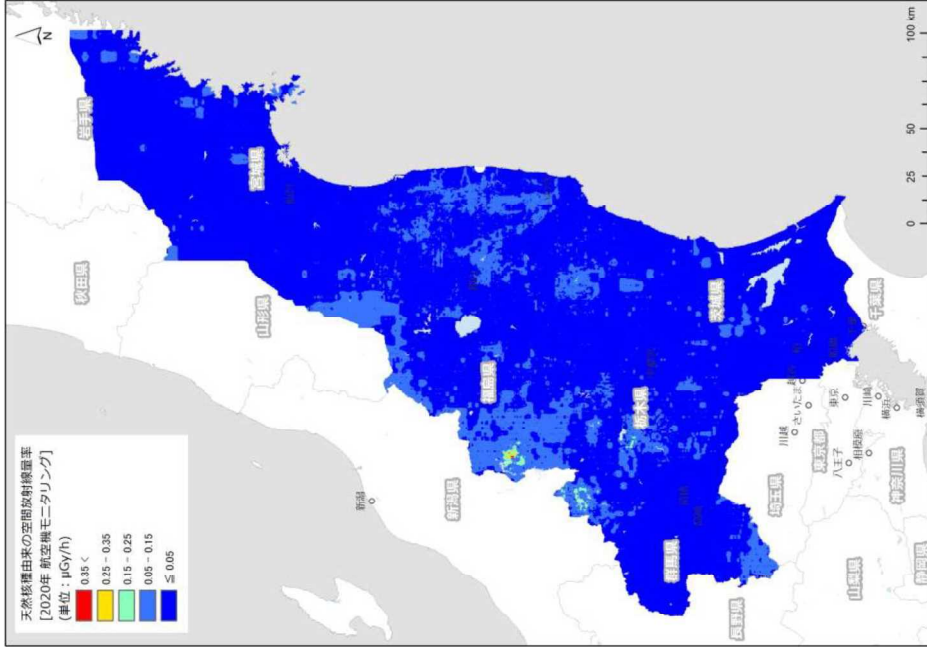 天然核種由来の空間放射線量率
[2020年 航空機モニタリング]
(単位：μGy/h)
0.35 <
0.25 – 0.35
0.15 – 0.25
0.05 – 0.15
≦ 0.05
N
岩手県
秋田県
宮城県
山形県
福島県
新潟県
新潟
栃木県
茨城県
群馬県
長野県
埼玉県
川越
さいたま
東京都
東京
八王子
相模原
川崎
横浜
横須賀
神奈川県
千葉県
山梨県
静岡県
0
25
50
100 km